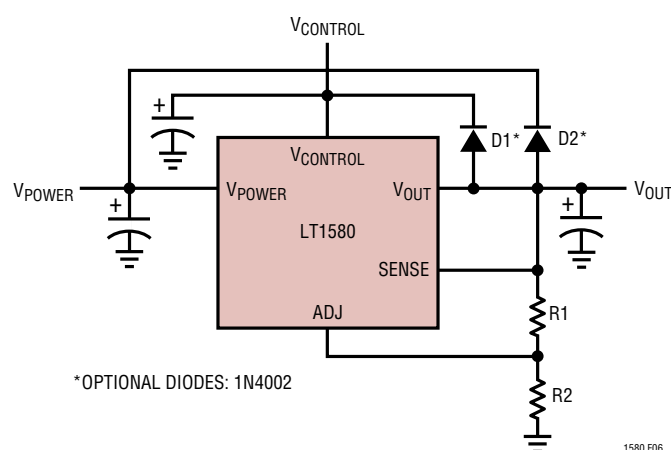 VCONTROL
+
D1*
D2*
VCONTROL
VPOWER
VPOWER
VOUT
VOUT
+
+
LT1580
SENSE
ADJ
R1
*OPTIONAL DIODES: 1N4002
R2
1580 F06